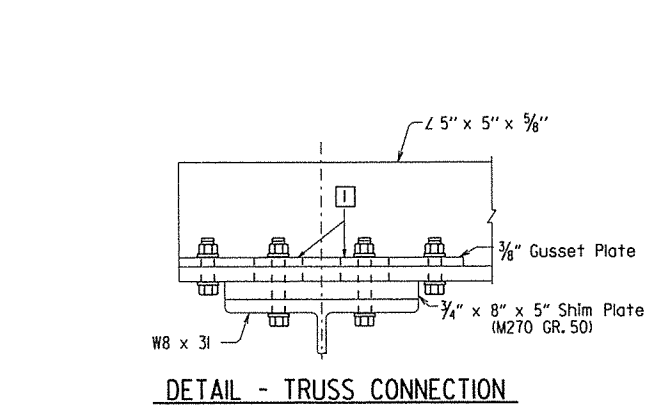 ∠ 5" x 5" x ⅝"
1
⅜" Gusset Plate
¾" x 8" x 5" Shim Plate
(M270 GR. 50)
W8 x 31
DETAIL - TRUSS CONNECTION